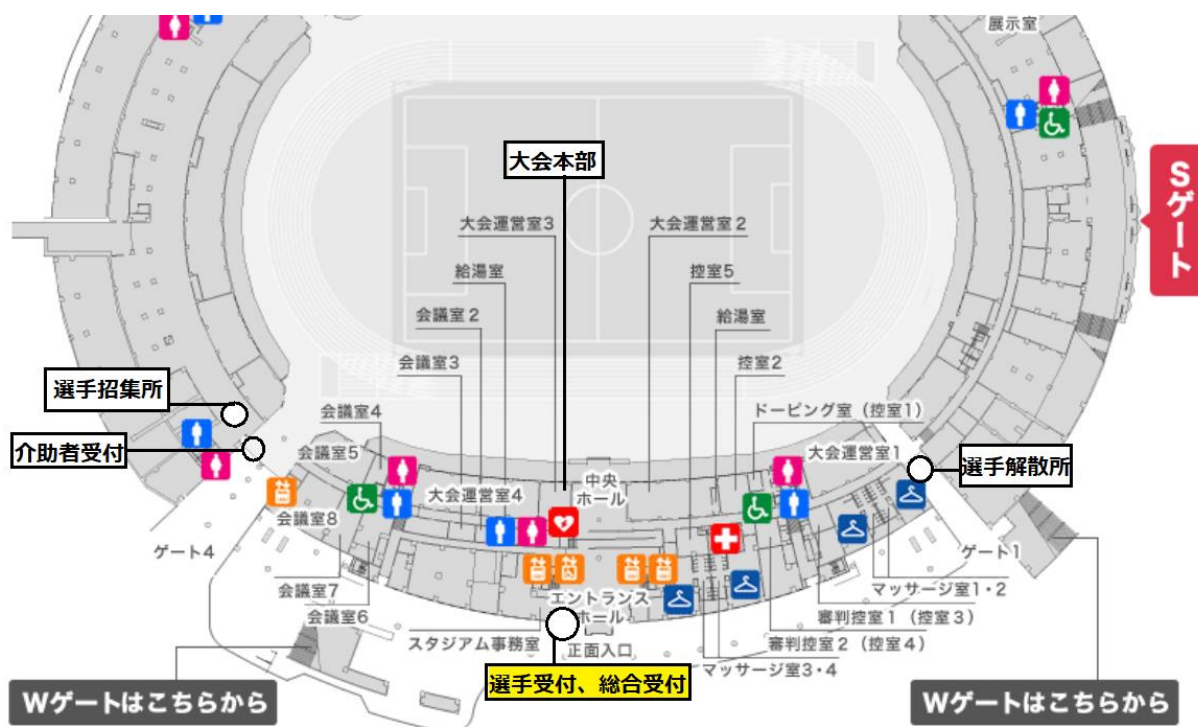 展示室
Sゲート
大会本部
大会運営室3
大会運営室2
給湯室
控室5
会議室2
給湯室
会議室3
控室2
選手招集所
会議室4
ドーピング室(控室1)
介助者受付
会議室5
大会運営室1
選手解散所
中央
ホール
大会運営室4
会議室8
ゲート4
ゲート1
会議室7
マッサージ室1・2
エントランス
ホール
会議室6
審判控室1(控室3)
スタジアム事務室
正面入口
審判控室2(控室4)
マッサージ室3・4
選手受付、総合受付
Wゲートはこちらから
Wゲートはこちらから